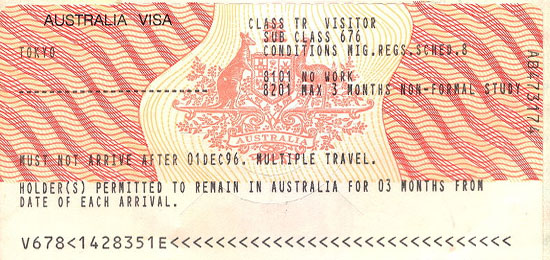 AUSTRALIA VISA
CLASS TR VISITOR
SUB CLASS 676
TOKYO
CONDITIONS MIG.REGS.SCHED.8
8101 NO WORK
8201 MAX 3 MONTHS NON-FORMAL STUDY
AUSTRALIA
MUST NOT ARRIVE AFTER 01DEC96. MULTIPLE TRAVEL.
HOLDER(S) PERMITTED TO REMAIN IN AUSTRALIA FOR 03 MONTHS FROM
DATE OF EACH ARRIVAL.
V678<1428351E<<<<<<<<<<<<<<<<<<<<<<<<<<<<<<<